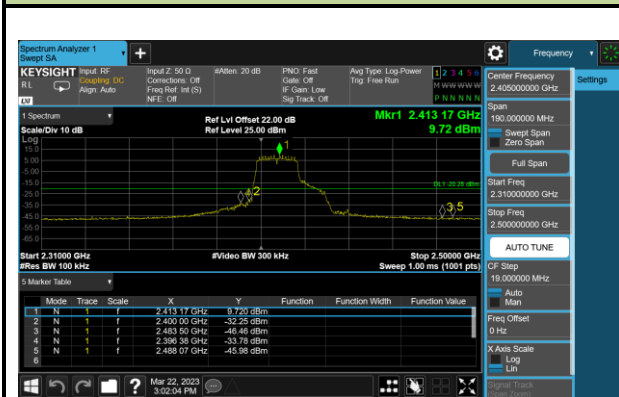 Spectrum Analyzer 1
Swept SA
+
Frequency
KEYSIGHT
RL
Input: RF
Coupling: DC
Align: Auto
Input Z: 50 Ω
Corrections: Off
Freq Ref: Int (S)
NFE: Off
#Atten: 20 dB
PNO: Fast
Gate: Off
IF Gain: Low
Sig Track: Off
Avg Type: Log-Power
Trig: Free Run
1 2 3 4 5 6
M W W W W W
P N N N N N
1 Spectrum
Scale/Div 10 dB
Log
Ref Lvl Offset 22.00 dB
Ref Level 25.00 dBm
Mkr1 2.413 17 GHz
9.72 dBm
15.0
5.00
-5.00
-15.0
-25.0
-35.0
-45.0
-55.0
-65.0
1
2
3
5
DL1 -20.28 dBm
Start 2.31000 GHz
#Res BW 100 kHz
#Video BW 300 kHz
Stop 2.50000 GHz
Sweep 1.00 ms (1001 pts)
5 Marker Table
Mode Trace Scale X Y Function Function Width Function Value
1 N 1 f 2.413 17 GHz 9.720 dBm
2 N 1 f 2.400 00 GHz -32.25 dBm
3 N 1 f 2.483 50 GHz -46.46 dBm
4 N 1 f 2.396 38 GHz -33.78 dBm
5 N 1 f 2.488 07 GHz -45.98 dBm
6
Mar 22, 2023
3:02:04 PM
Center Frequency
2.405000000 GHz
Span
190.000000 MHz
Swept Span
Zero Span
Full Span
Start Freq
2.310000000 GHz
Stop Freq
2.500000000 GHz
AUTO TUNE
CF Step
19.000000 MHz
Auto
Man
Freq Offset
0 Hz
X Axis Scale
Log
Lin
Signal Track
(Span Zoom)
Settings